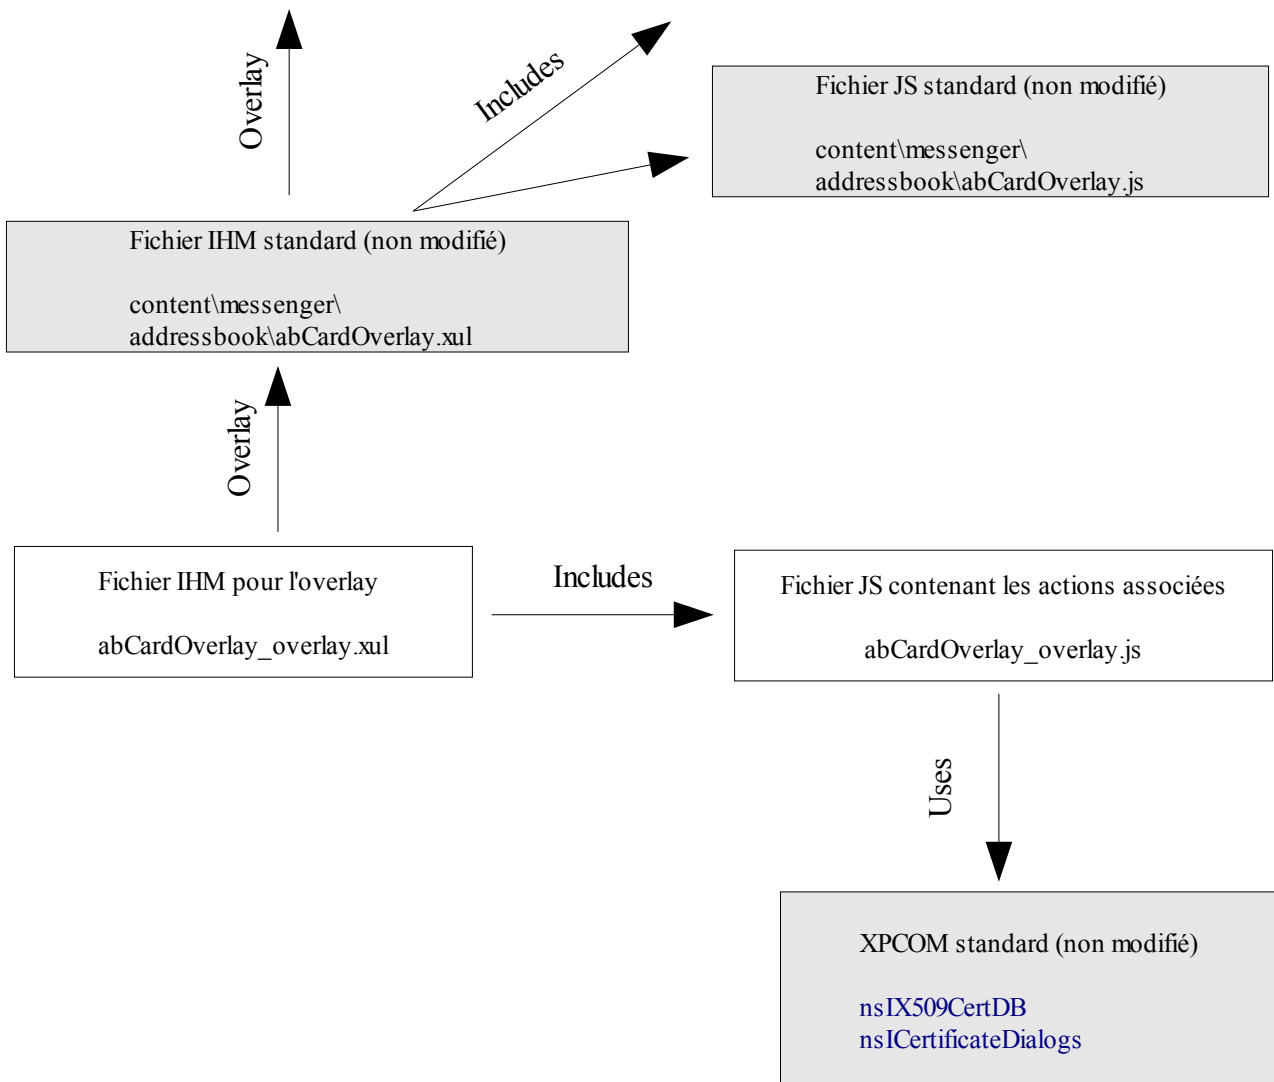 Overlay
Includes
Fichier JS standard (non modifié)
content\messenger\
addressbook\abCardOverlay.js
Fichier IHM standard (non modifié)
content\messenger\
addressbook\abCardOverlay.xul
Overlay
Fichier IHM pour l'overlay
abCardOverlay_overlay.xul
Includes
Fichier JS contenant les actions associées
abCardOverlay_overlay.js
Uses
XPCOM standard (non modifié)
nsIX509CertDB
nsICertificateDialogs